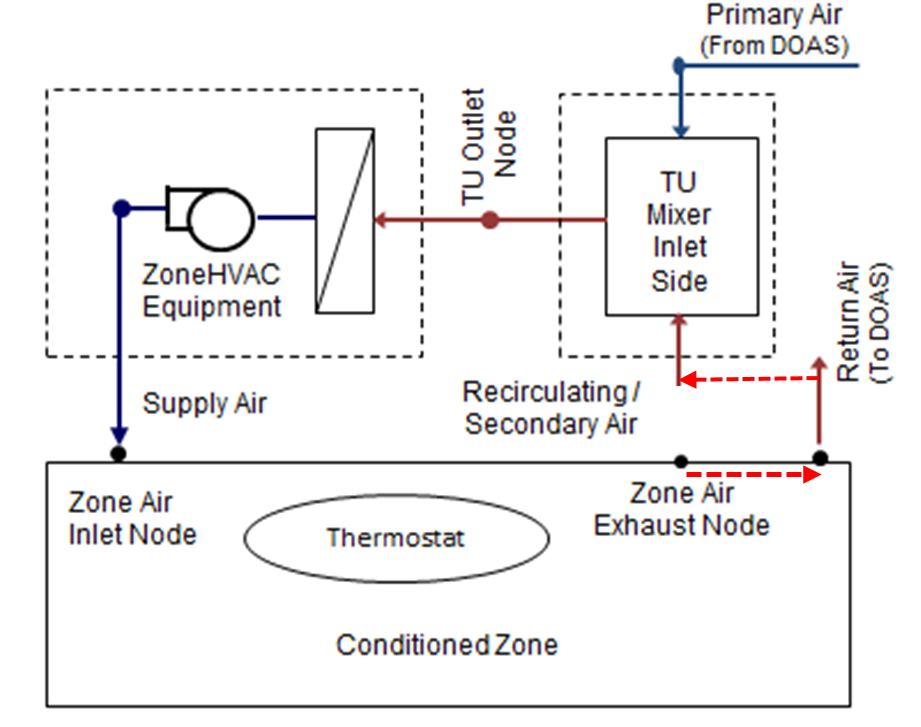 Primary Air
(From DOAS)
TU Outlet
Node
TU
Mixer
Inlet
Side
ZoneHVAC
Equipment
Return Air
(To DOAS)
Supply Air
Recirculating /
Secondary Air
Zone Air
Inlet Node
Thermostat
Zone Air
Exhaust Node
Conditioned Zone